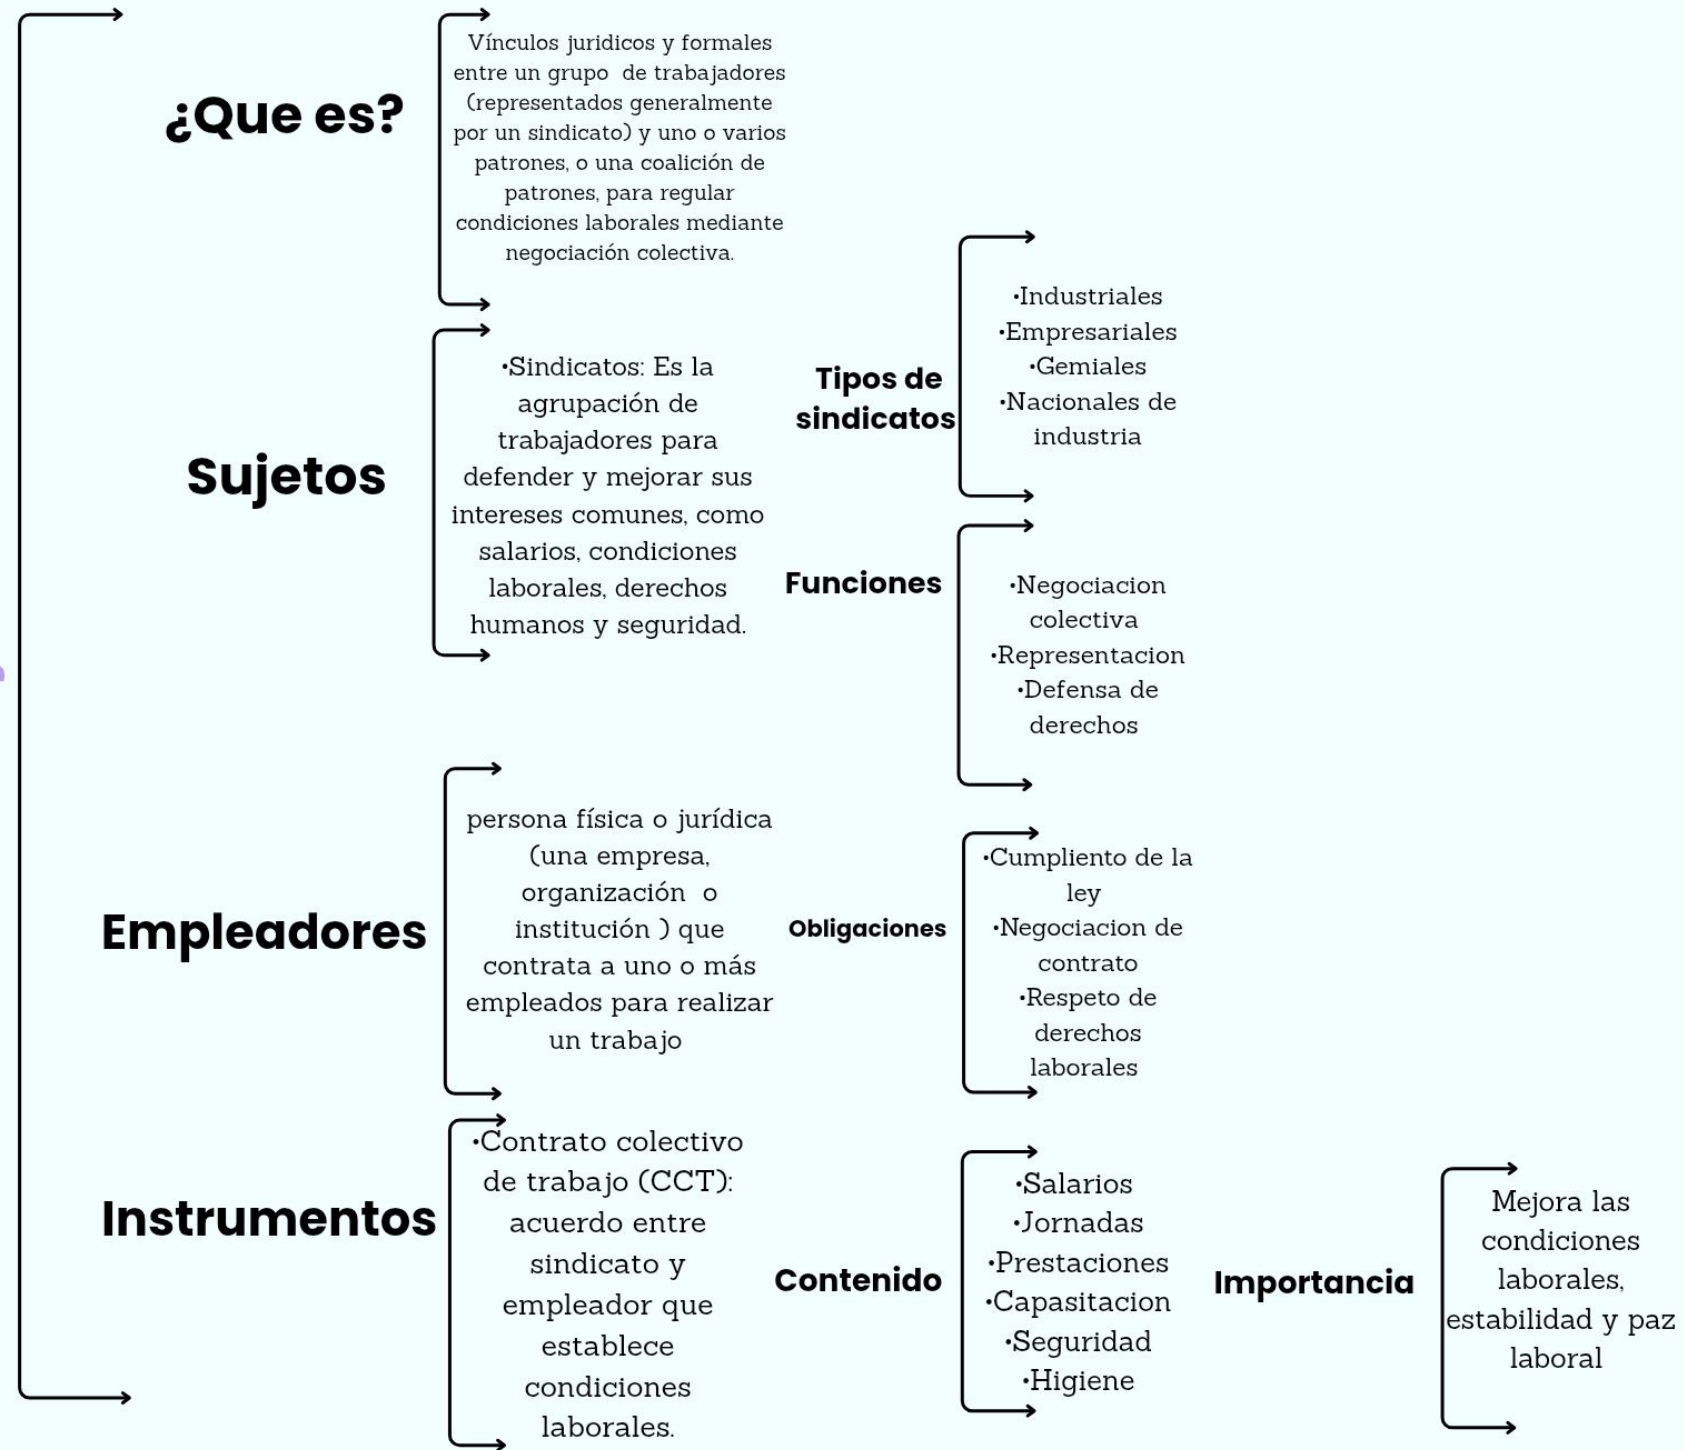 ¿Que es?
Vínculos juridicos y formales
entre un grupo de trabajadores
(representados generalmente
por un sindicato) y uno o varios
patrones, o una coalición de
patrones, para regular
condiciones laborales mediante
negociación colectiva.
Sujetos
•Sindicatos: Es la
agrupación de
trabajadores para
defender y mejorar sus
intereses comunes, como
salarios, condiciones
laborales, derechos
humanos y seguridad.
Tipos de
sindicatos
•Industriales
•Empresariales
•Gemiales
•Nacionales de
industria
Funciones
•Negociacion
colectiva
•Representacion
•Defensa de
derechos
Empleadores
persona física o jurídica
(una empresa,
organización o
institución ) que
contrata a uno o más
empleados para realizar
un trabajo
Obligaciones
•Cumpliento de la
ley
•Negociacion de
contrato
•Respeto de
derechos
laborales
Instrumentos
•Contrato colectivo
de trabajo (CCT):
acuerdo entre
sindicato y
empleador que
establece
condiciones
laborales.
Contenido
•Salarios
•Jornadas
•Prestaciones
•Capasitacion
•Seguridad
•Higiene
Importancia
Mejora las
condiciones
laborales,
estabilidad y paz
laboral